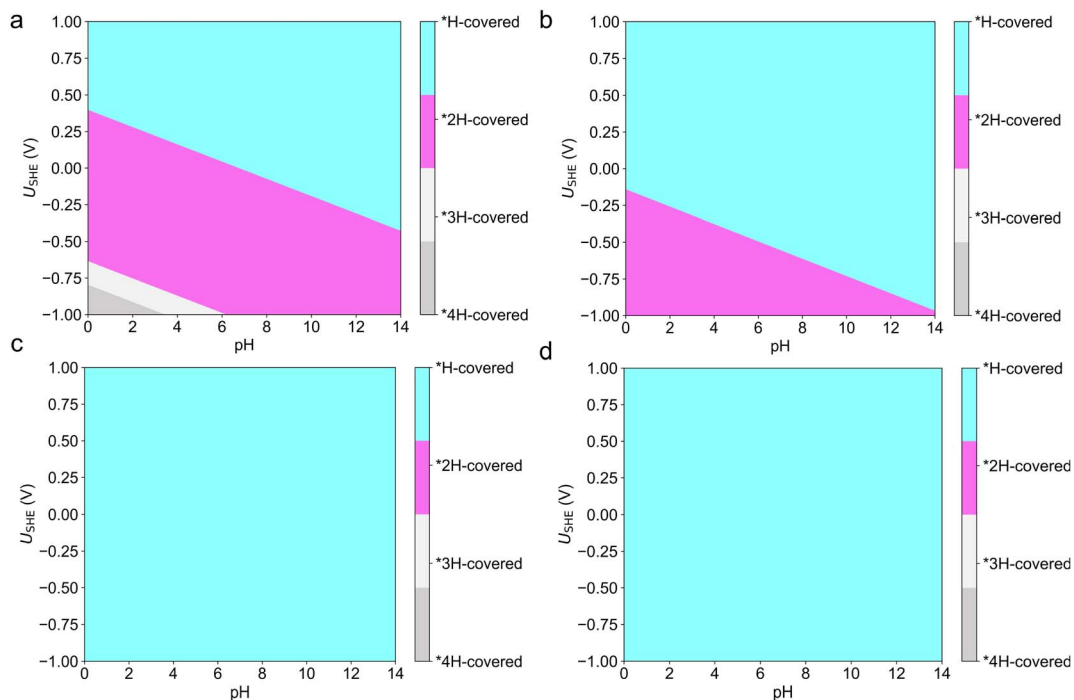 a
1.00
0.75
0.50
0.25
0.00
−0.25
−0.50
−0.75
−1.00
U_SHE (V)
0 2 4 6 8 10 12 14
pH
*H-covered
*2H-covered
*3H-covered
*4H-covered
b
1.00
0.75
0.50
0.25
0.00
−0.25
−0.50
−0.75
−1.00
U_SHE (V)
0 2 4 6 8 10 12 14
pH
*H-covered
*2H-covered
*3H-covered
*4H-covered
c
1.00
0.75
0.50
0.25
0.00
−0.25
−0.50
−0.75
−1.00
U_SHE (V)
0 2 4 6 8 10 12 14
pH
*H-covered
*2H-covered
*3H-covered
*4H-covered
d
1.00
0.75
0.50
0.25
0.00
−0.25
−0.50
−0.75
−1.00
U_SHE (V)
0 2 4 6 8 10 12 14
pH
*H-covered
*2H-covered
*3H-covered
*4H-covered